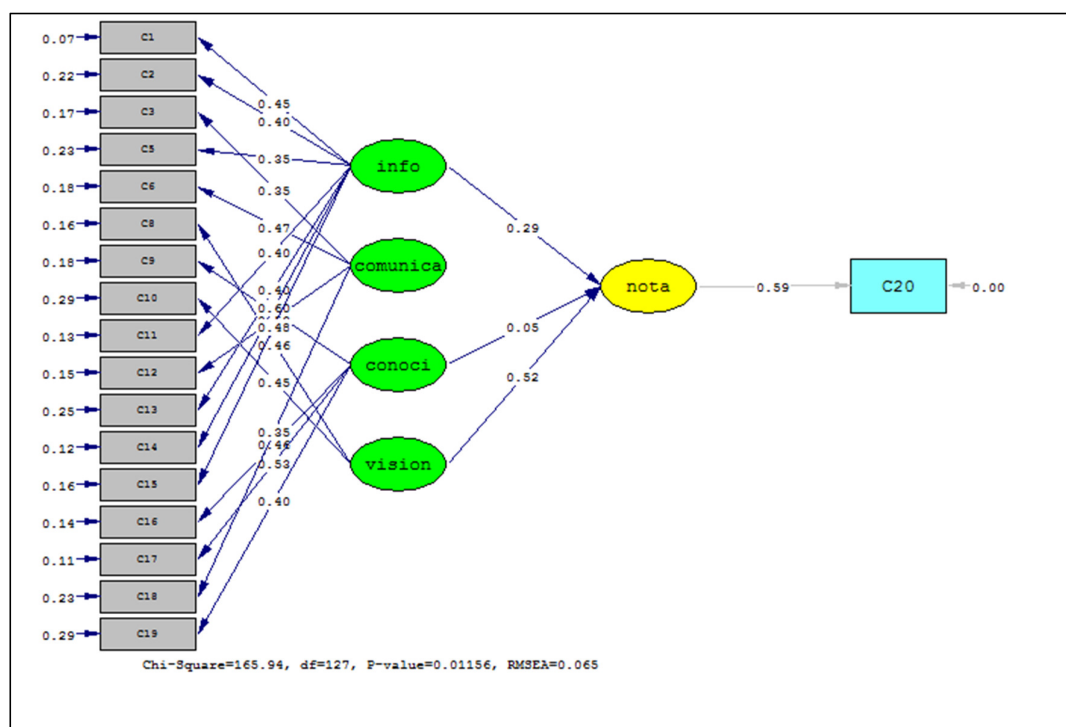 0.07 C1
0.22 C2
0.17 C3
0.23 C5
0.18 C6
0.16 C8
0.18 C9
0.29 C10
0.13 C11
0.15 C12
0.25 C13
0.12 C14
0.16 C15
0.14 C16
0.11 C17
0.23 C18
0.29 C19
0.45
0.40
0.35
0.35
0.47
0.40
0.40
0.60
0.48
0.46
0.45
0.35
0.46
0.53
0.40
info
comunica
conoci
vision
0.29
0.05
0.52
nota
0.59
C20
0.00
Chi-Square=165.94, df=127, P-value=0.01156, RMSEA=0.065